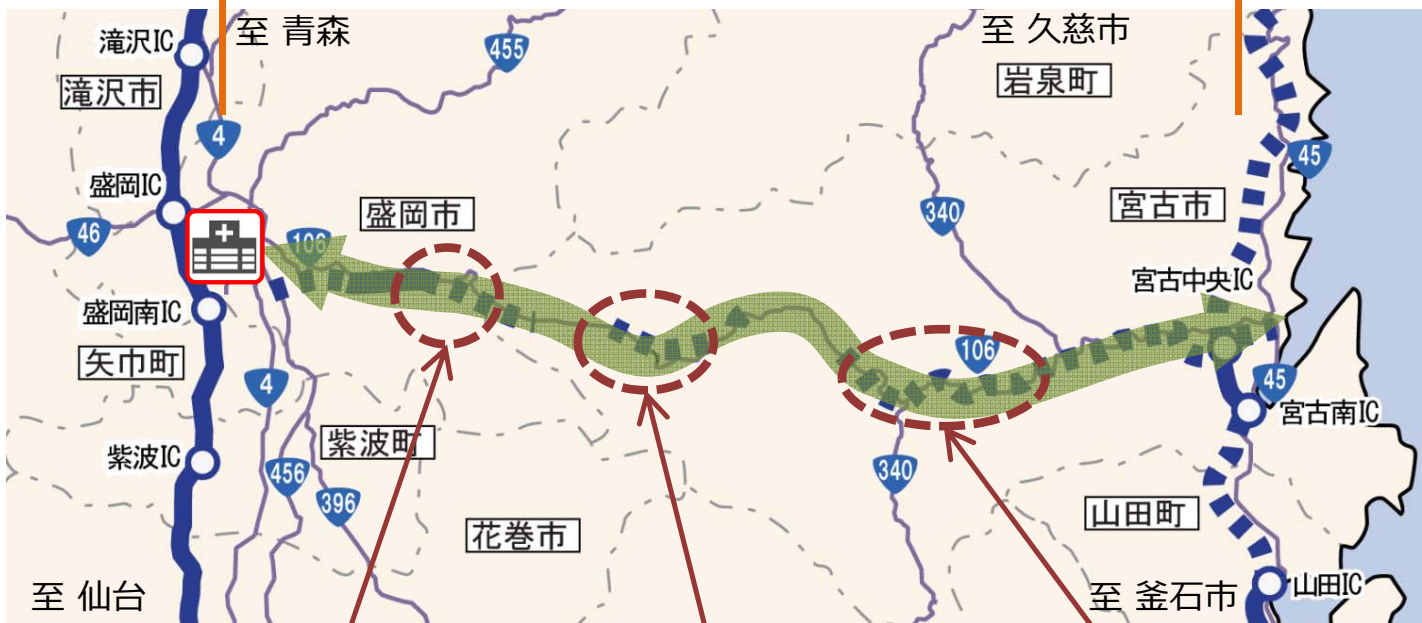 至 青森
至 久慈市
滝沢IC
455
岩泉町
滝沢市
4
45
盛岡IC
盛岡市
340
宮古市
46
106
宮古中央IC
盛岡南IC
106
矢巾町
4
45
宮古南IC
紫波町
紫波IC
456
340
396
花巻市
山田町
至 仙台
至 釜石市
山田IC